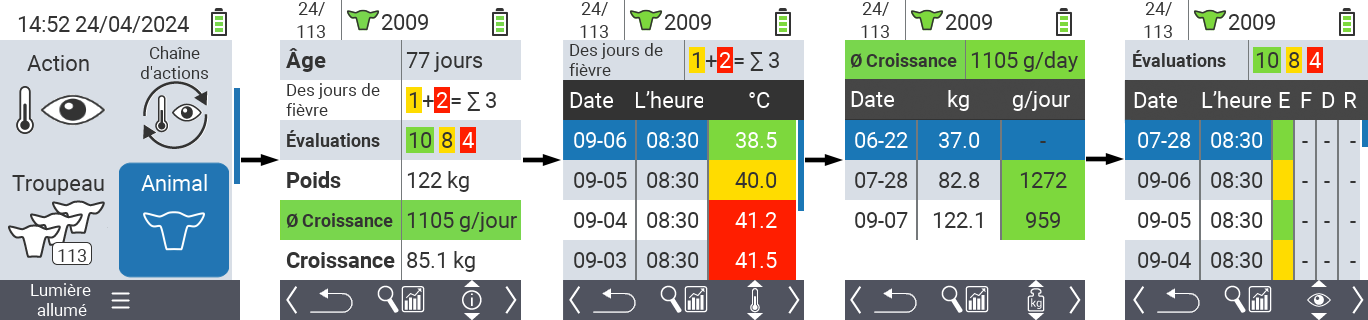 14:52 24/04/2024
Action
Chaîne
d'actions
Troupeau
113
Animal
Lumière
allumé
24/
113
2009
Âge 77 jours
Des jours de
fièvre
1+2= ∑ 3
Évaluations 10 8 4
Poids 122 kg
Ø Croissance 1105 g/jour
Croissance 85.1 kg
24/
113
2009
Des jours de
fièvre
1+2= ∑ 3
Date L'heure °C
09-06 08:30 38.5
09-05 08:30 40.0
09-04 08:30 41.2
09-03 08:30 41.5
24/
113
2009
Ø Croissance 1105 g/day
Date kg g/jour
06-22 37.0 -
07-28 82.8 1272
09-07 122.1 959
kg
24/
113
2009
Évaluations 10 8 4
Date L'heure E F D R
07-28 08:30 - - -
09-06 08:30 - - -
09-05 08:30 - - -
09-04 08:30 - - -